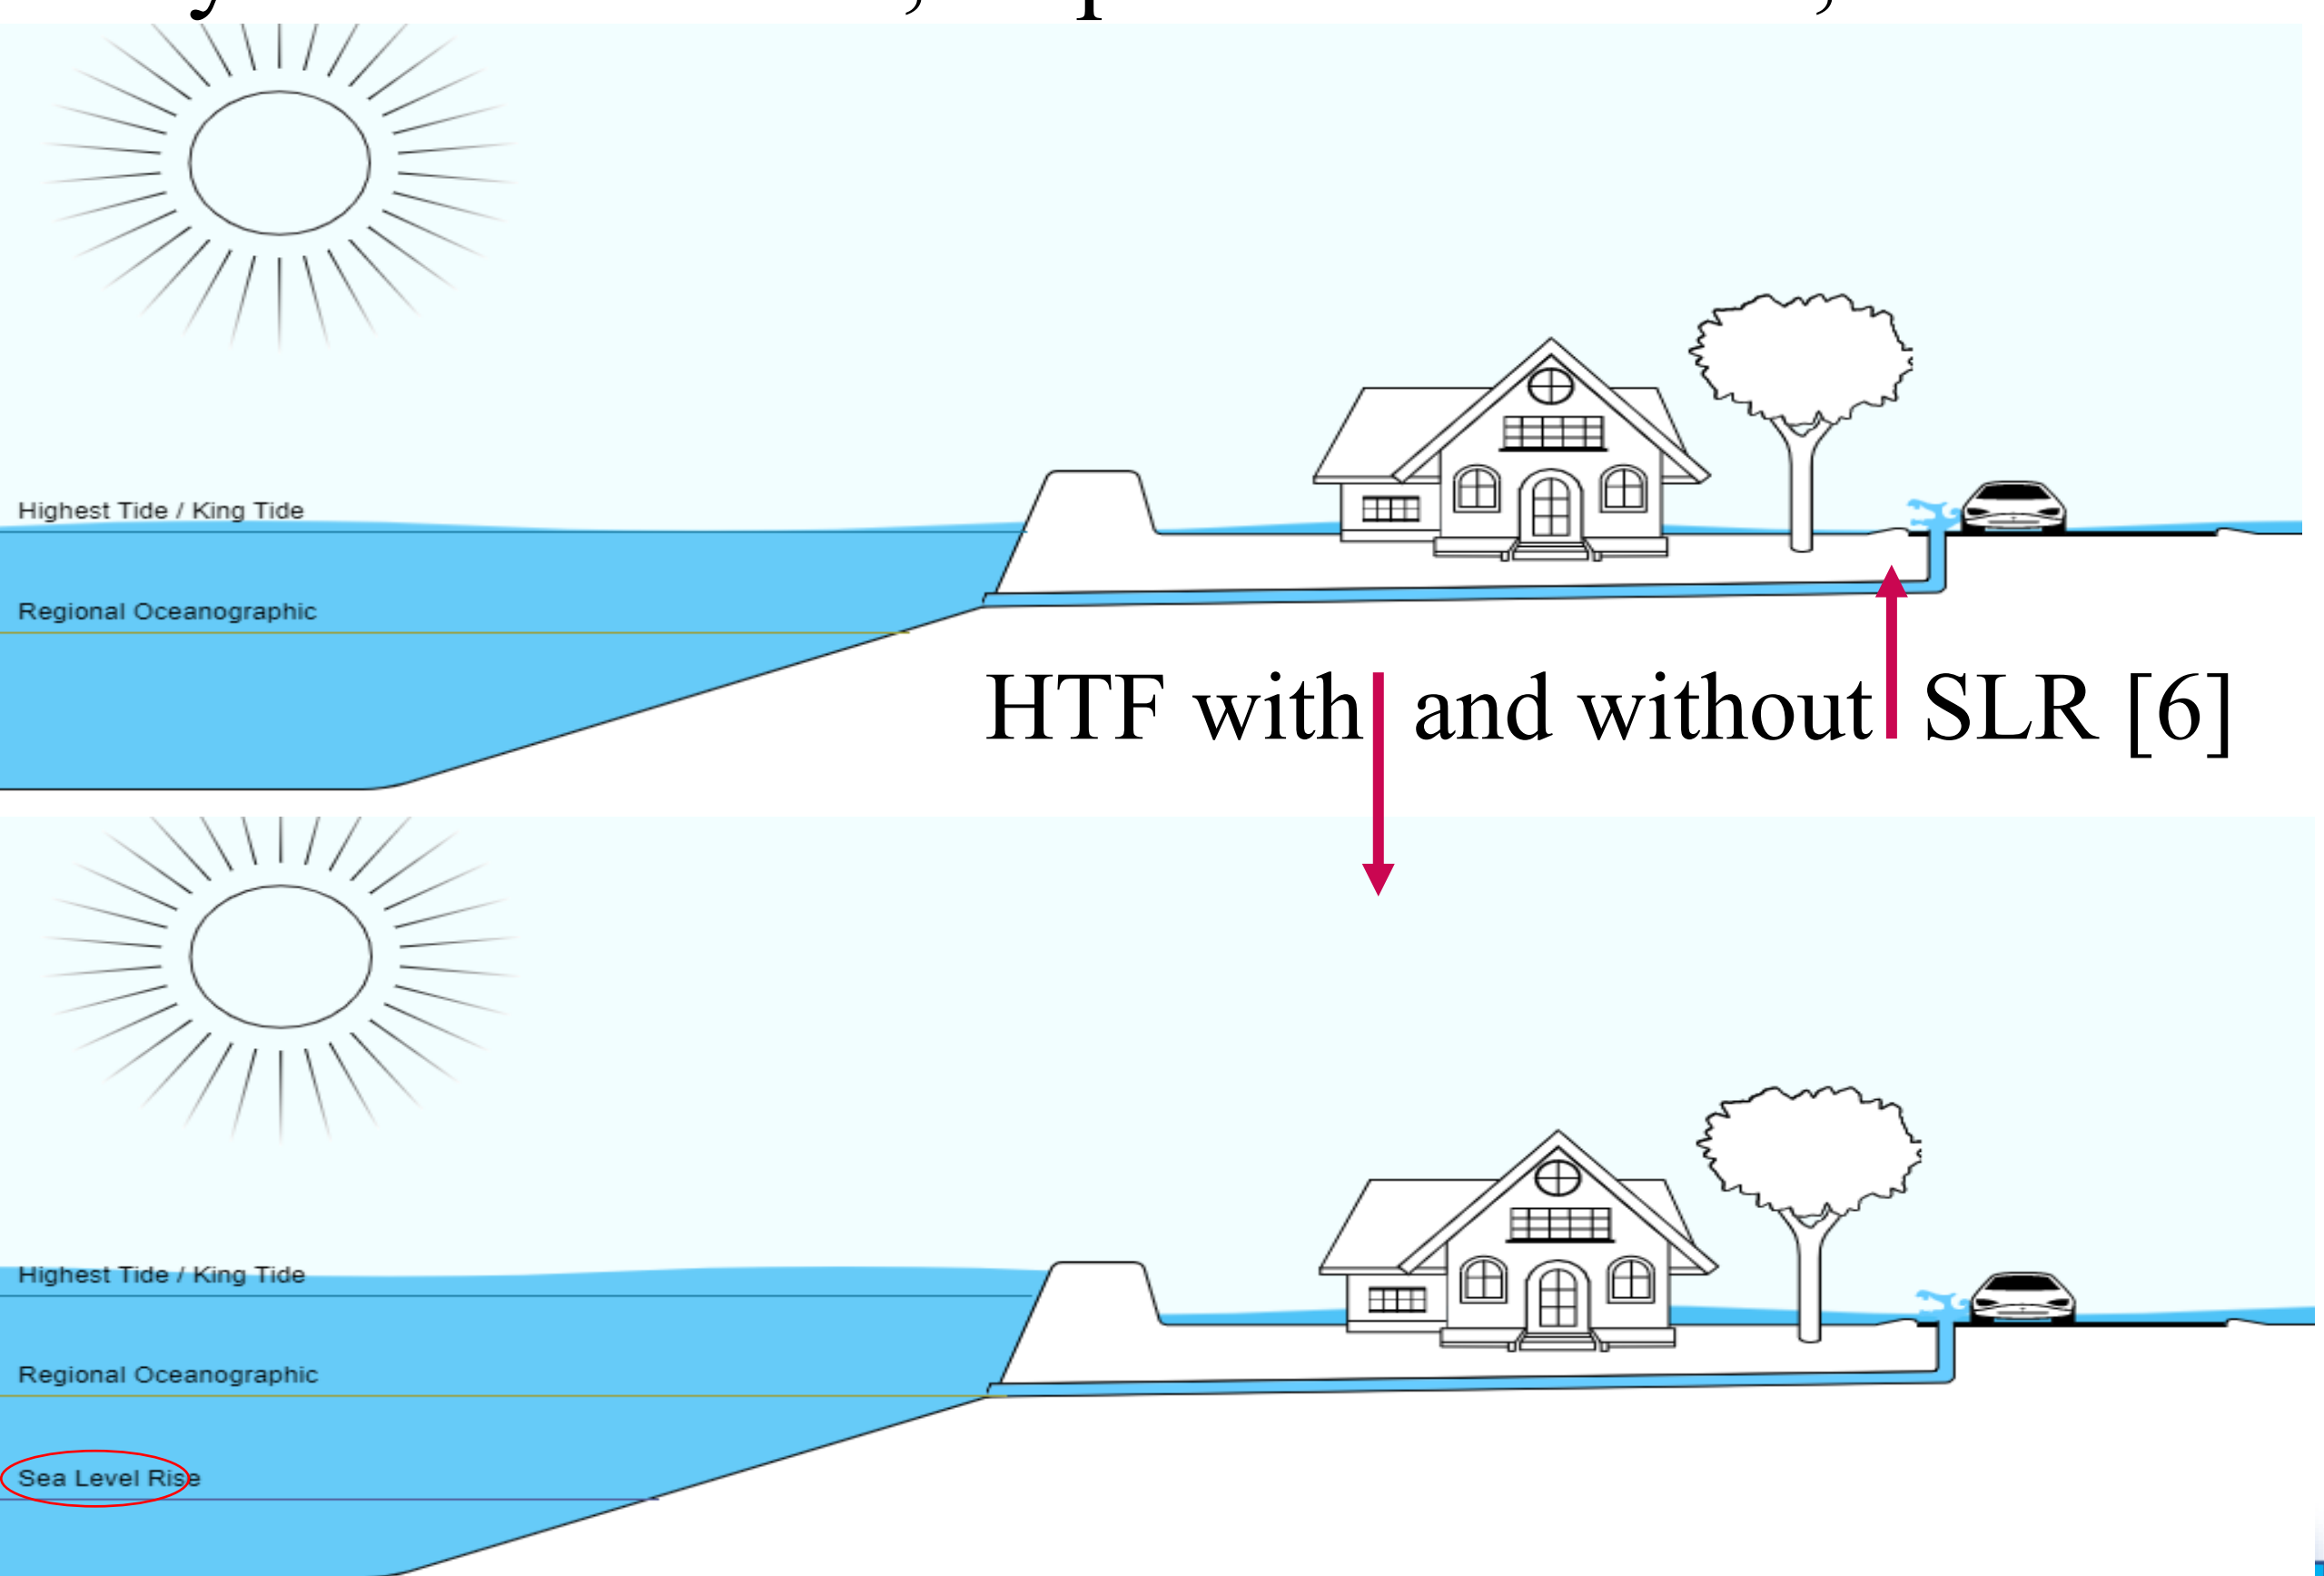 Highest Tide / King Tide
Regional Oceanographic
HTF with and without SLR [6]
Highest Tide / King Tide
Regional Oceanographic
Sea Level Rise